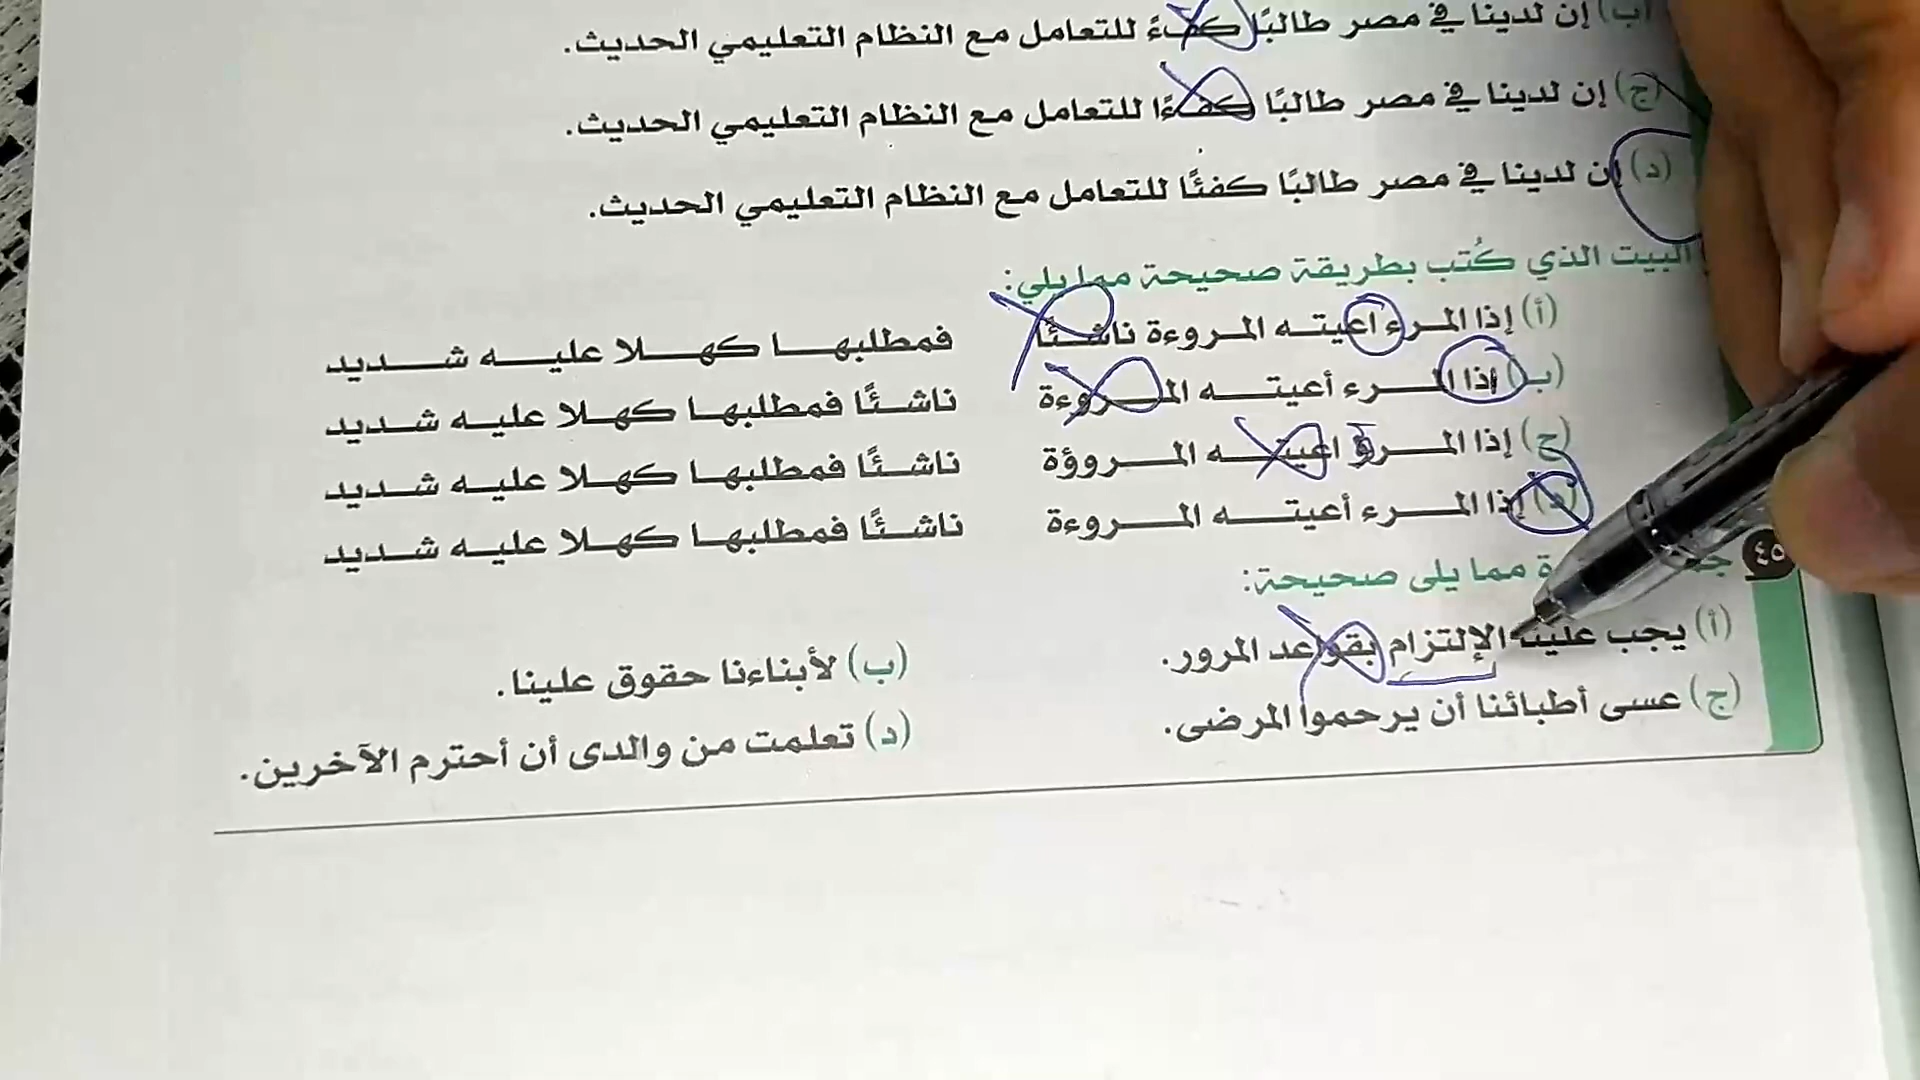 (ب) إن لدينا في مصر طالبًا كفءً للتعامل مع النظام التعليمي الحديث.
(ج) إن لدينا في مصر طالبًا كفءًا للتعامل مع النظام التعليمي الحديث.
(د) إن لدينا في مصر طالبًا كفئًا للتعامل مع النظام التعليمي الحديث.
البيت الذي كُتب بطريقة صحيحة مما يلي:
(أ) إذا المرء اعيته المروءة ناشئًا فمطلبها كهلا عليه شديد
(ب) إذا المرء أعيته المروءة ناشئًا فمطلبها كهلا عليه شديد
(ج) إذا المرؤ اعيته المروؤة ناشئًا فمطلبها كهلا عليه شديد
(د) إذا المرء أعيته المروءة ناشئًا فمطلبها كهلا عليه شديد
٤٥ مما يلى صحيحة:
(أ) يجب علينا الإلتزام بقواعد المرور. (ب) لأبناءنا حقوق علينا.
(ج) عسى أطبائنا أن يرحموا المرضى. (د) تعلمت من والدى أن أحترم الآخرين.